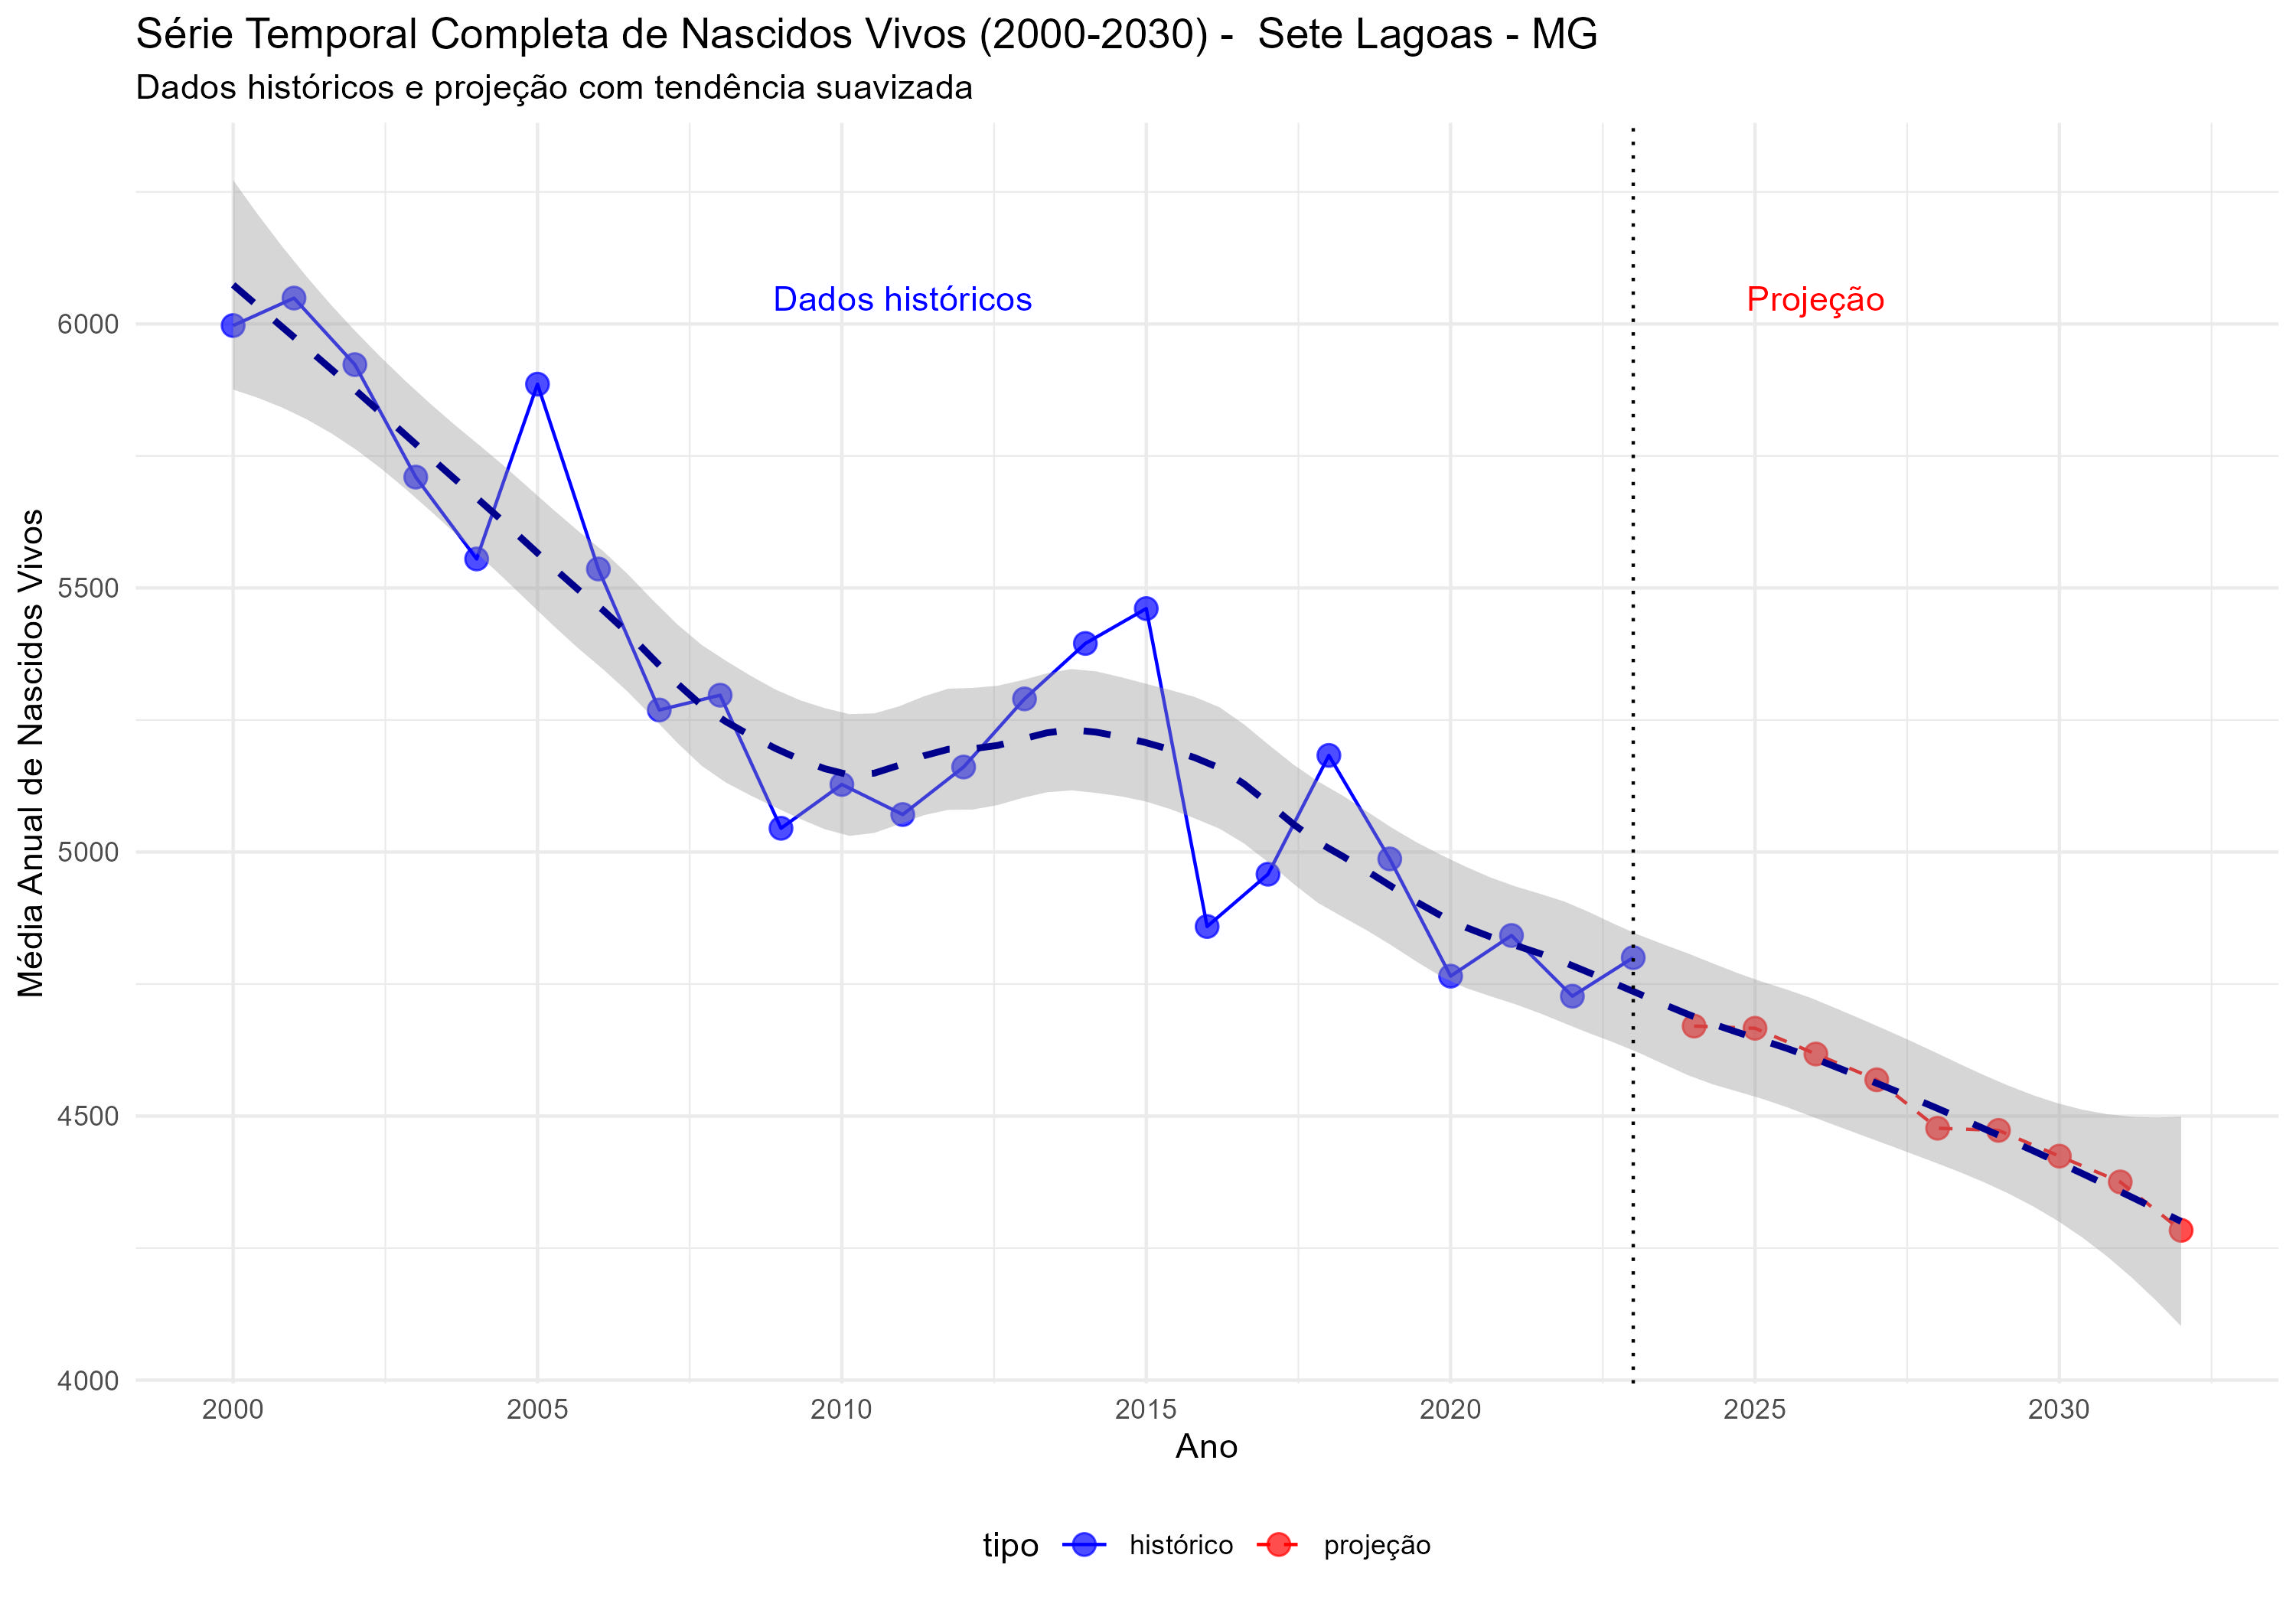 Série Temporal Completa de Nascidos Vivos (2000-2030) -  Sete Lagoas - MG
Dados históricos e projeção com tendência suavizada
Dados históricos
Projeção
Média Anual de Nascidos Vivos
6000
5500
5000
4500
4000
2000 2005 2010 2015 2020 2025 2030
Ano
tipo histórico projeção